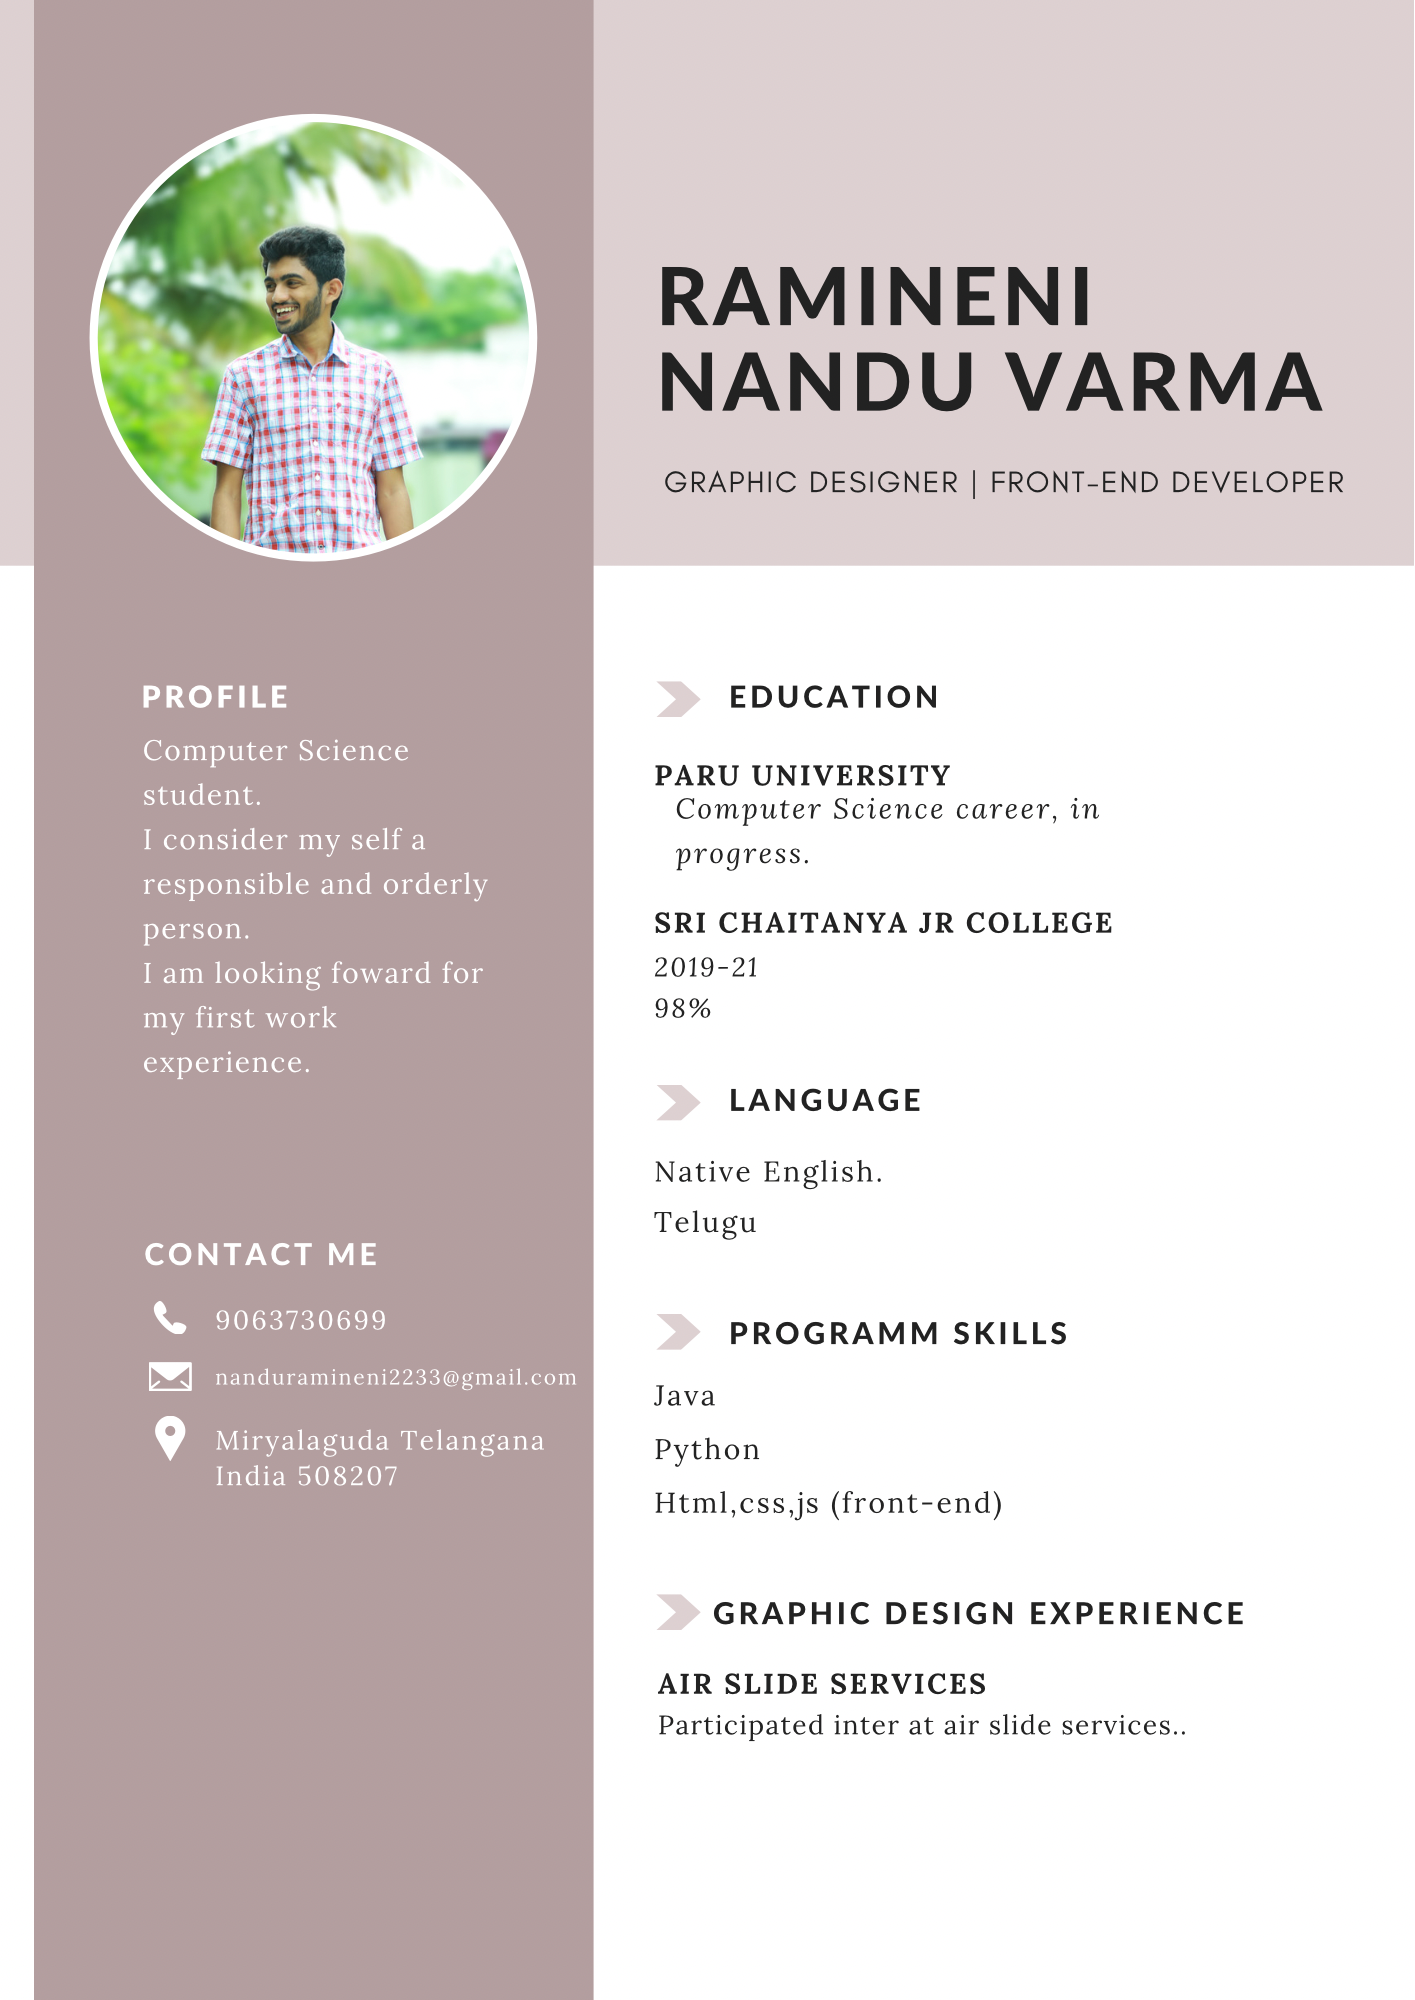 RAMINENI
NANDU VARMA
GRAPHIC DESIGNER | FRONT-END DEVELOPER
PROFILE
Computer Science
student.
I consider my self a
responsible and orderly
person.
I am looking foward for
my first work
experience.
CONTACT ME
9063730699
nanduramineni2233@gmail.com
Miryalaguda Telangana
India 508207
EDUCATION
PARU UNIVERSITY
Computer Science career, in
progress.
SRI CHAITANYA JR COLLEGE
2019-21
98%
LANGUAGE
Native English.
Telugu
PROGRAMM SKILLS
Java
Python
Html,css,js (front-end)
GRAPHIC DESIGN EXPERIENCE
AIR SLIDE SERVICES
Participated inter at air slide services..